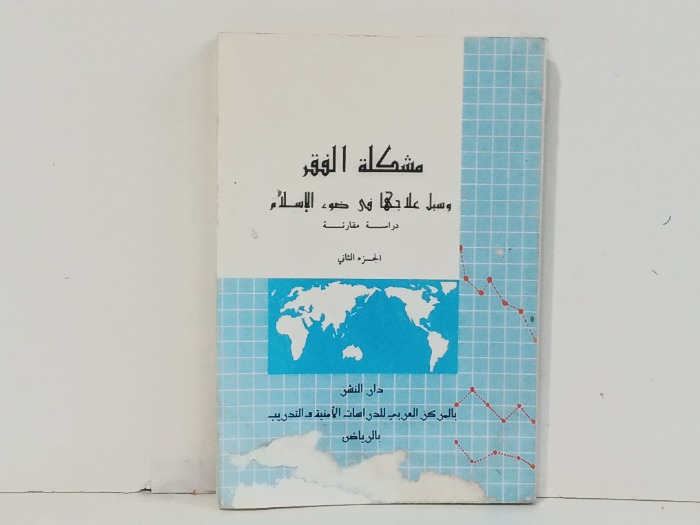 مشكلة الفقر
وسبل علاجها في ضوء الإسلام
دراسة مقارنة
الجزء الثاني
دار النشر
بالمركز العربي للدراسات الأمنية والتدريب
بالرياض